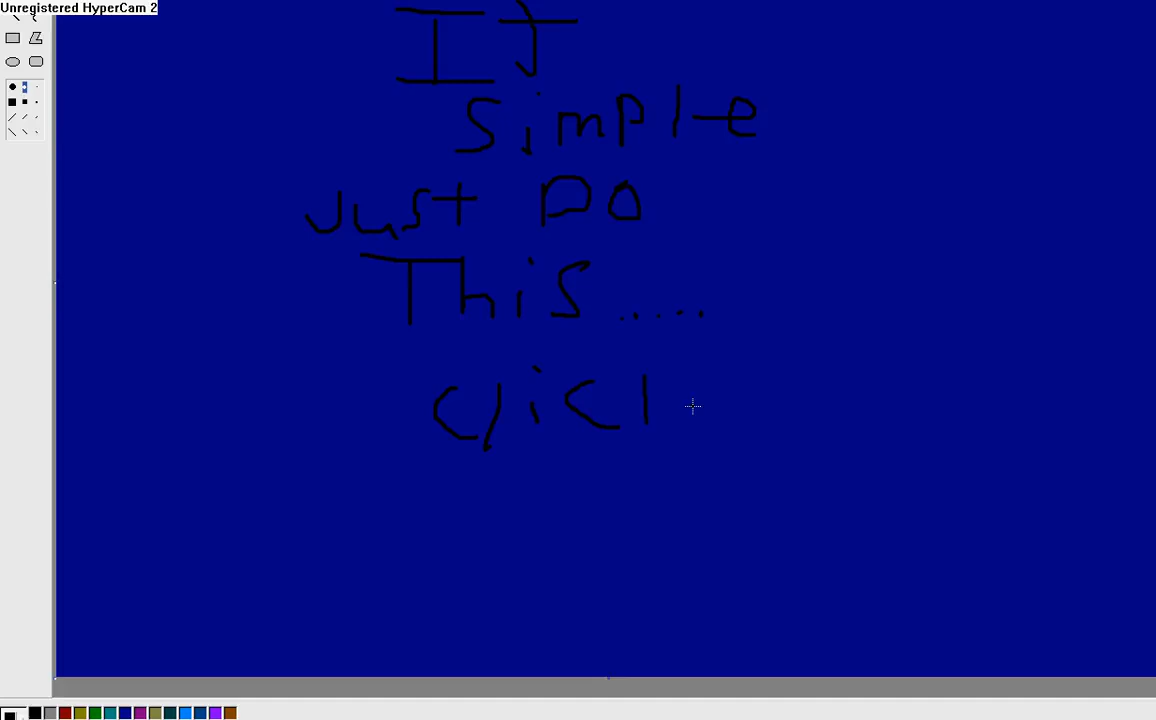 Unregistered HyperCam 2
IT
Simple
Just DO
This.....
clicl